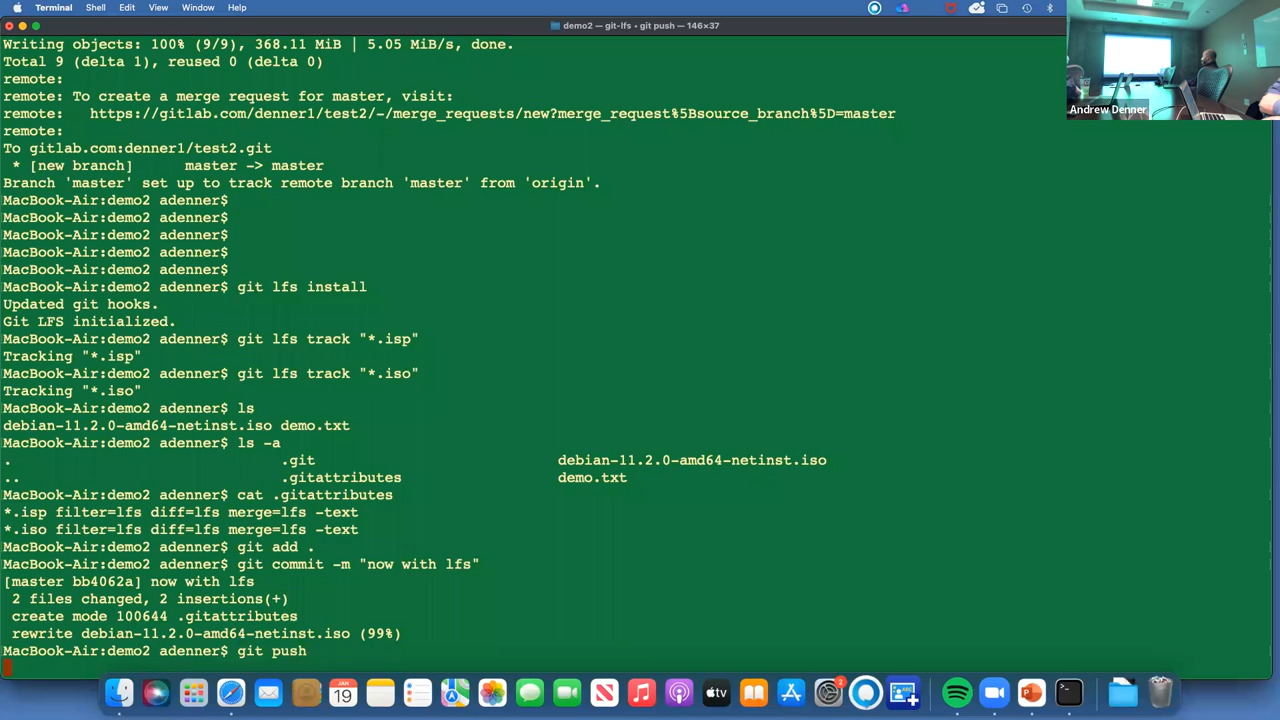 Terminal Shell Edit View Window Help
demo2 — git-lfs • git push — 146×37
Writing objects: 100% (9/9), 368.11 MiB | 5.05 MiB/s, done.
Total 9 (delta 1), reused 0 (delta 0)
remote:
remote: To create a merge request for master, visit:
remote:   https://gitlab.com/denner1/test2/-/merge_requests/new?merge_request%5Bsource_branch%5D=master
remote:
To gitlab.com:denner1/test2.git
 * [new branch]      master -> master
Branch 'master' set up to track remote branch 'master' from 'origin'.
MacBook-Air:demo2 adenner$
MacBook-Air:demo2 adenner$
MacBook-Air:demo2 adenner$
MacBook-Air:demo2 adenner$
MacBook-Air:demo2 adenner$
MacBook-Air:demo2 adenner$ git lfs install
Updated git hooks.
Git LFS initialized.
MacBook-Air:demo2 adenner$ git lfs track "*.isp"
Tracking "*.isp"
MacBook-Air:demo2 adenner$ git lfs track "*.iso"
Tracking "*.iso"
MacBook-Air:demo2 adenner$ ls
debian-11.2.0-amd64-netinst.iso demo.txt
MacBook-Air:demo2 adenner$ ls -a
.                               .git                            debian-11.2.0-amd64-netinst.iso
..                              .gitattributes                  demo.txt
MacBook-Air:demo2 adenner$ cat .gitattributes
*.isp filter=lfs diff=lfs merge=lfs -text
*.iso filter=lfs diff=lfs merge=lfs -text
MacBook-Air:demo2 adenner$ git add .
MacBook-Air:demo2 adenner$ git commit -m "now with lfs"
[master bb4062a] now with lfs
 2 files changed, 2 insertions(+)
 create mode 100644 .gitattributes
 rewrite debian-11.2.0-amd64-netinst.iso (99%)
MacBook-Air:demo2 adenner$ git push
Andrew Denner
JAN
19
tv
2